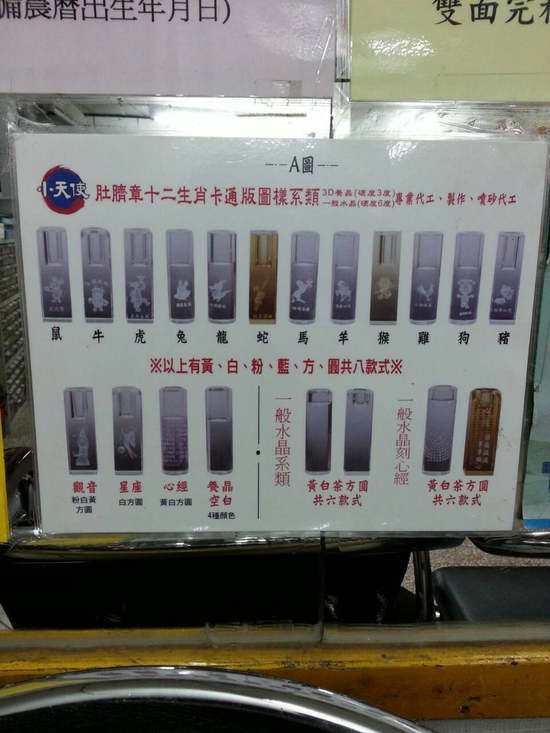 備農曆出生年月日)
雙面完
A圖
小天使
肚臍章十二生肖卡通版圖樣系類 3D養晶(硬度3度) 一般水晶(硬度6度) 專業代工、製作、噴砂代工
鼠 牛 虎 兔 龍 蛇 馬 羊 猴 雞 狗 豬
※以上有黃、白、粉、藍、方、圓共八款式※
觀音
粉白黃
方圓
星座
白方圓
心經
黃白方圓
養晶
空白
4種顏色
一般水晶系類
黃白茶方圓
共六款式
一般水晶刻心經
黃白茶方圓
共六款式